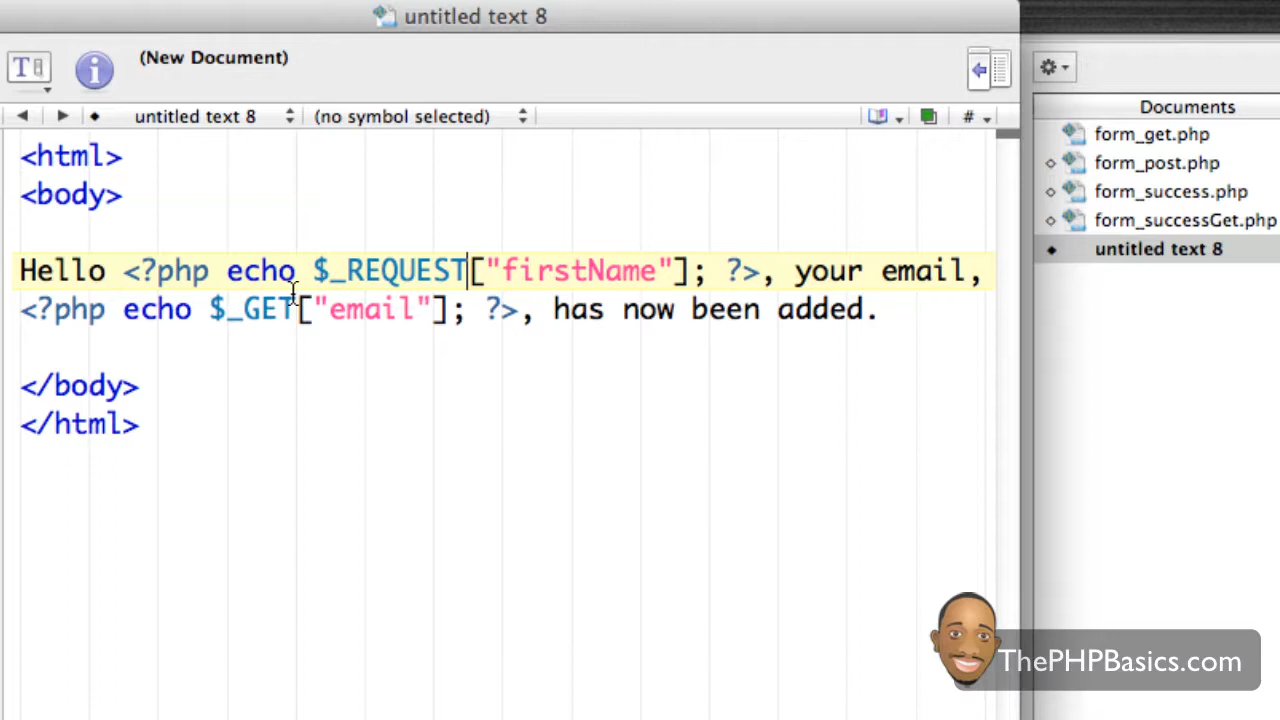 untitled text 8
(New Document)
untitled text 8
(no symbol selected)
#
<html>
<body>
Hello <?php echo $_REQUEST["firstName"]; ?>, your email,
<?php echo $_GET["email"]; ?>, has now been added.
</body>
</html>
Documents
form_get.php
form_post.php
form_success.php
form_successGet.php
untitled text 8
ThePHPBasics.com